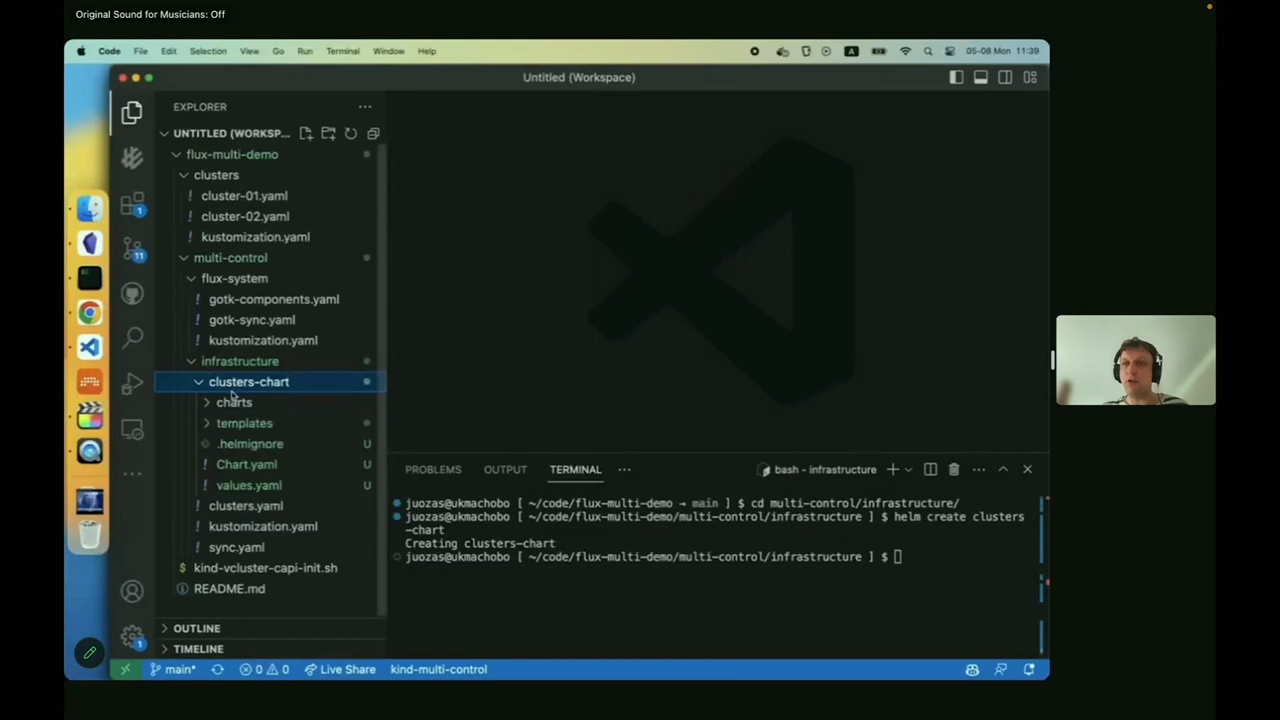 Original Sound for Musicians: Off
Code File Edit Selection View Go Run Terminal Window Help
A
05-08 Mon 11:39
Untitled (Workspace)
EXPLORER
UNTITLED (WORKSP...
flux-multi-demo
clusters
! cluster-01.yaml
! cluster-02.yaml
! kustomization.yaml
multi-control
flux-system
! gotk-components.yaml
! gotk-sync.yaml
! kustomization.yaml
infrastructure
clusters-chart
charts
templates
.helmignore U
! Chart.yaml U
! values.yaml U
! clusters.yaml
! kustomization.yaml
! sync.yaml
$ kind-vcluster-capi-init.sh
README.md
OUTLINE
TIMELINE
1
11
1
PROBLEMS OUTPUT TERMINAL ...
bash - infrastructure
juozas@ukmachobo [ ~/code/flux-multi-demo → main ] $ cd multi-control/infrastructure/
juozas@ukmachobo [ ~/code/flux-multi-demo/multi-control/infrastructure ] $ helm create clusters
-chart
Creating clusters-chart
juozas@ukmachobo [ ~/code/flux-multi-demo/multi-control/infrastructure ] $
main* 0 0 Live Share kind-multi-control